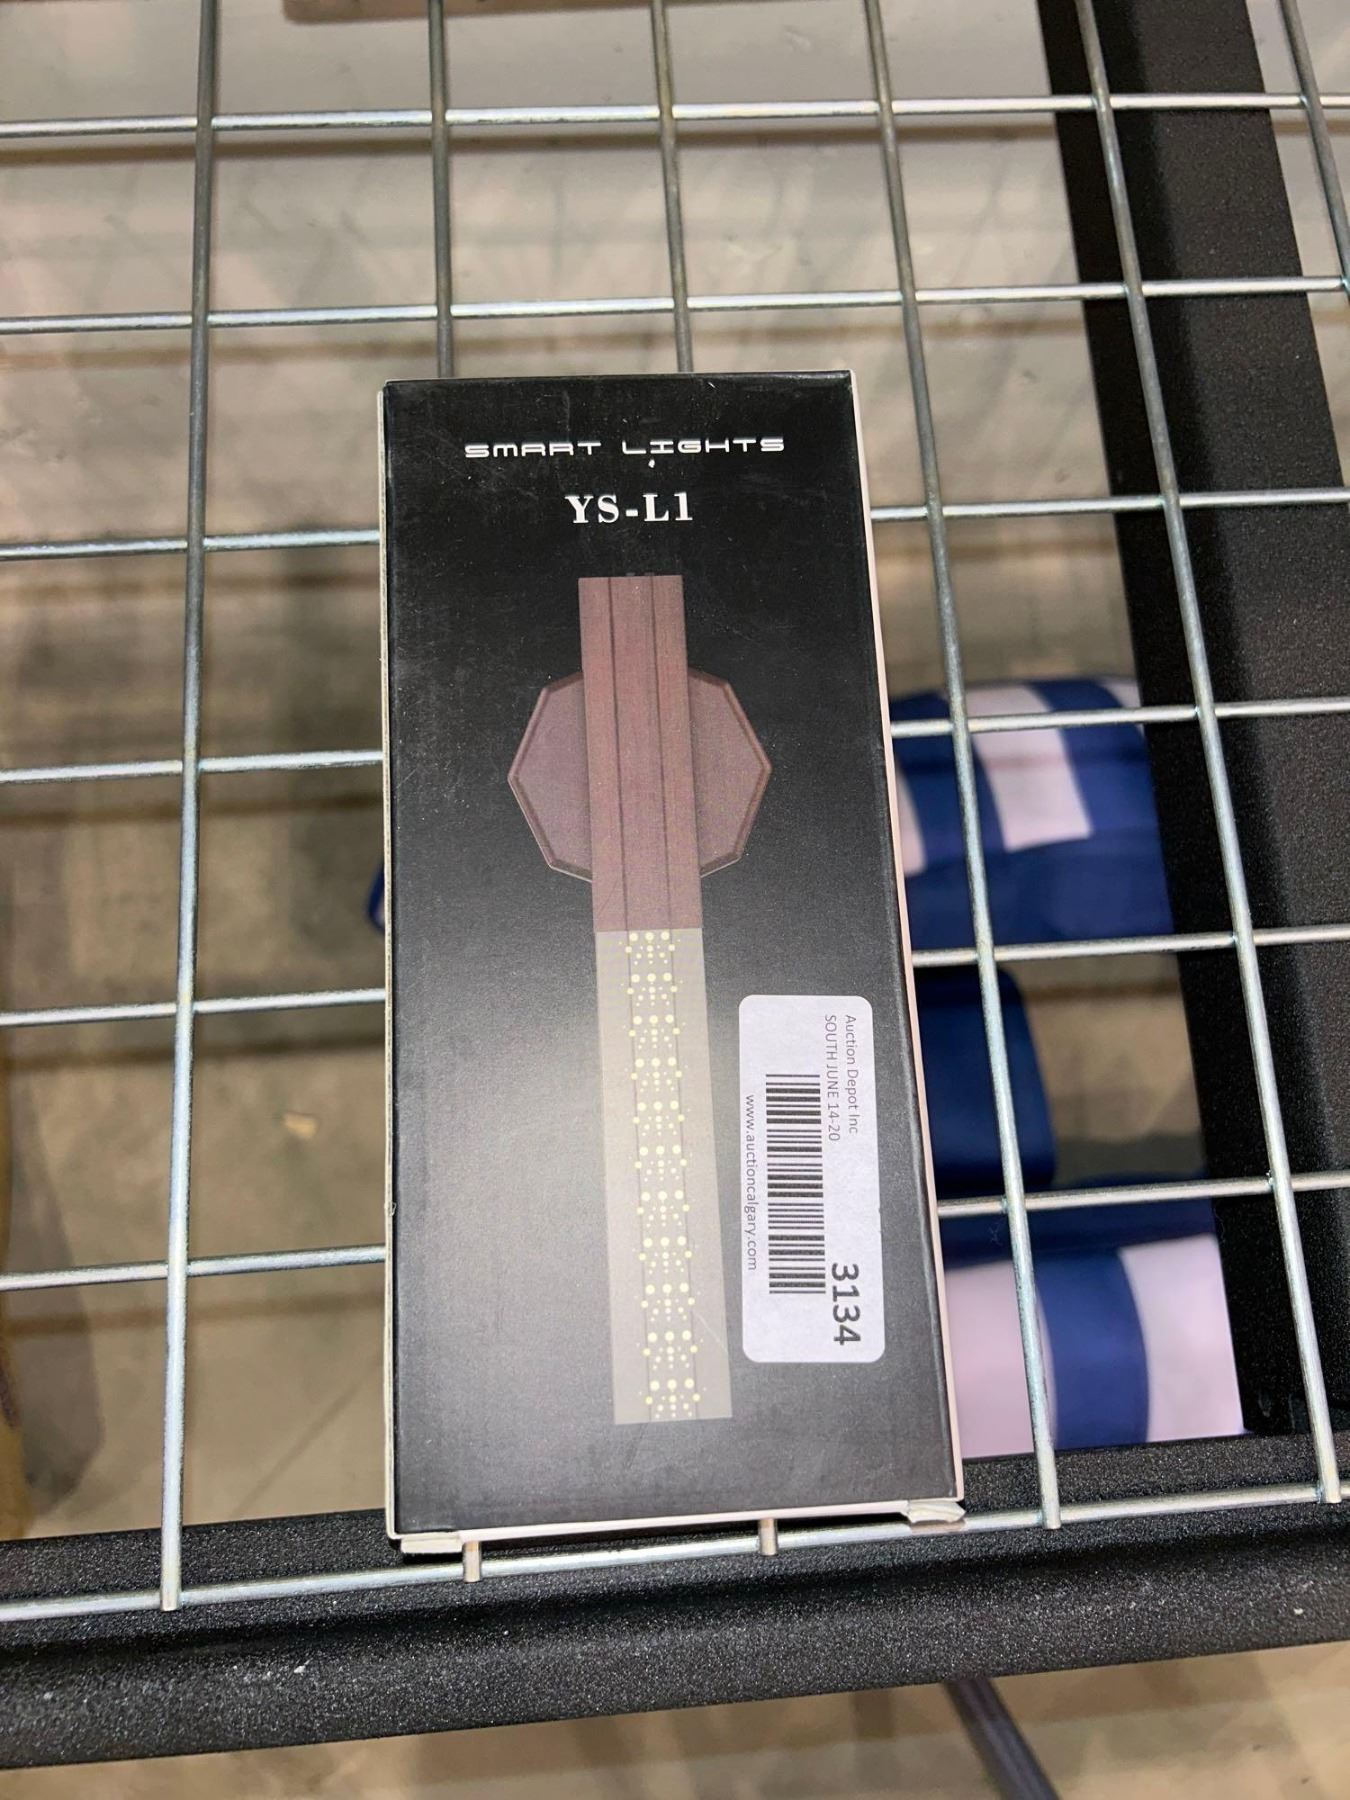 SMART LIGHTS
YS-L1
Auction Depot Inc
SOUTH JUNE 14-20
3134
www.auctioncalgary.com